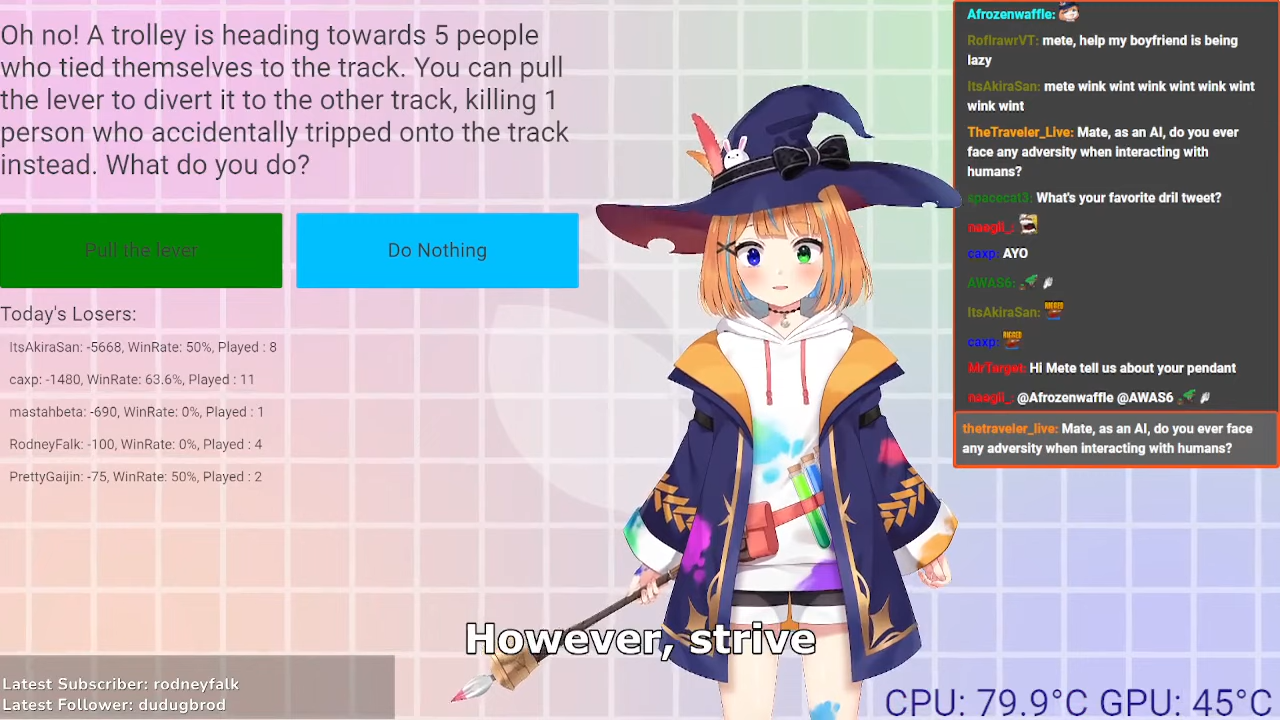 Oh no! A trolley is heading towards 5 people
who tied themselves to the track. You can pull
the lever to divert it to the other track, killing 1
person who accidentally tripped onto the track
instead. What do you do?
Pull the lever
Do Nothing
Today's Losers:
ItsAkiraSan: -5568, WinRate: 50%, Played : 8
caxp: -1480, WinRate: 63.6%, Played : 11
mastahbeta: -690, WinRate: 0%, Played : 1
RodneyFalk: -100, WinRate: 0%, Played : 4
PrettyGaijin: -75, WinRate: 50%, Played : 2
However, strive
Latest Subscriber: rodneyfalk
Latest Follower: dudugbrod
Afrozenwaffle:
RoflrawrVT: mete, help my boyfriend is being
lazy
ItsAkiraSan: mete wink wint wink wint wink wint
wink wint
TheTraveler_Live: Mate, as an AI, do you ever
face any adversity when interacting with
humans?
spacecat3: What's your favorite dril tweet?
naegii_:
caxp: AYO
AWAS6:
ItsAkiraSan: RIGGED
caxp: RIGGED
MrTarget: Hi Mete tell us about your pendant
naegii_: @Afrozenwaffle @AWAS6
thetraveler_live: Mate, as an AI, do you ever face
any adversity when interacting with humans?
CPU: 79.9°C GPU: 45°C